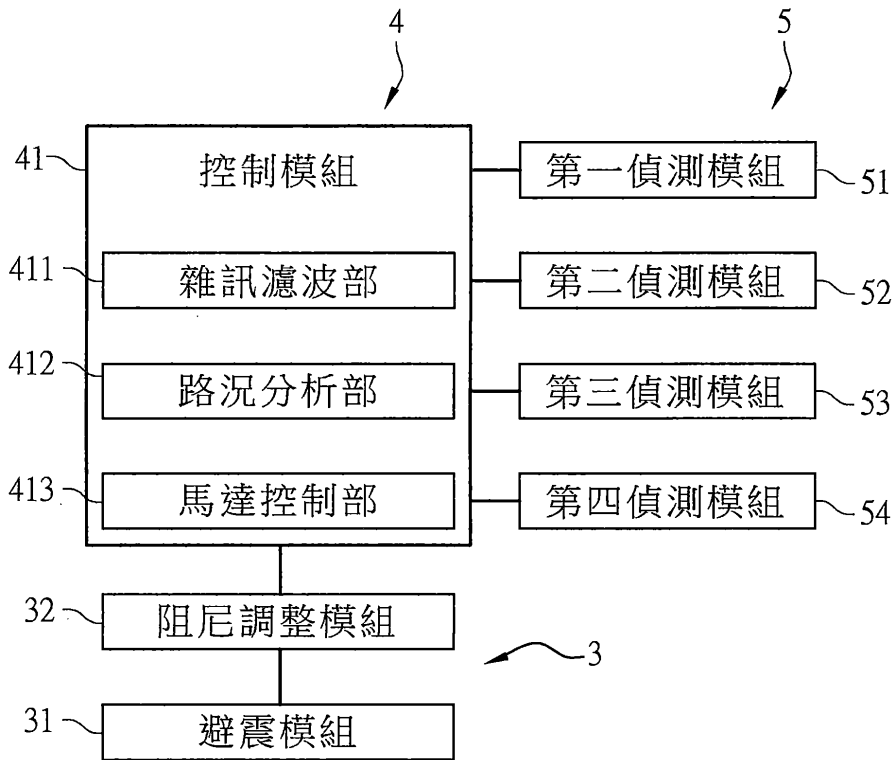 4
5
41
控制模組
第一偵測模組
51
411
雜訊濾波部
第二偵測模組
52
412
路況分析部
第三偵測模組
53
413
馬達控制部
第四偵測模組
54
32
阻尼調整模組
3
31
避震模組